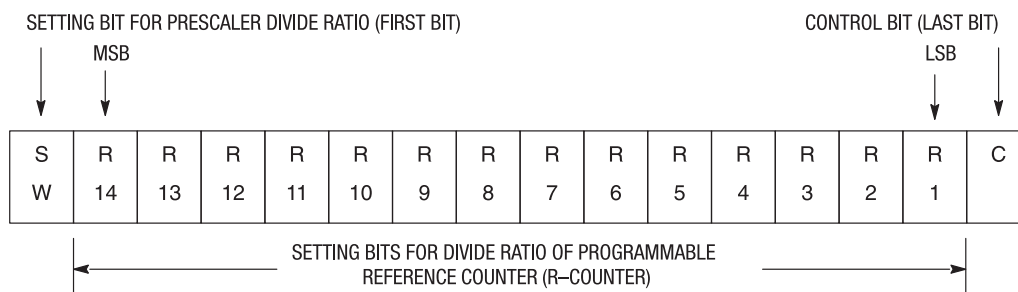 SETTING BIT FOR PRESCALER DIVIDE RATIO (FIRST BIT) CONTROL BIT (LAST BIT)
MSB LSB
S R R R R R R R R R R R R R R C
W 14 13 12 11 10 9 8 7 6 5 4 3 2 1
SETTING BITS FOR DIVIDE RATIO OF PROGRAMMABLE
REFERENCE COUNTER (R–COUNTER)